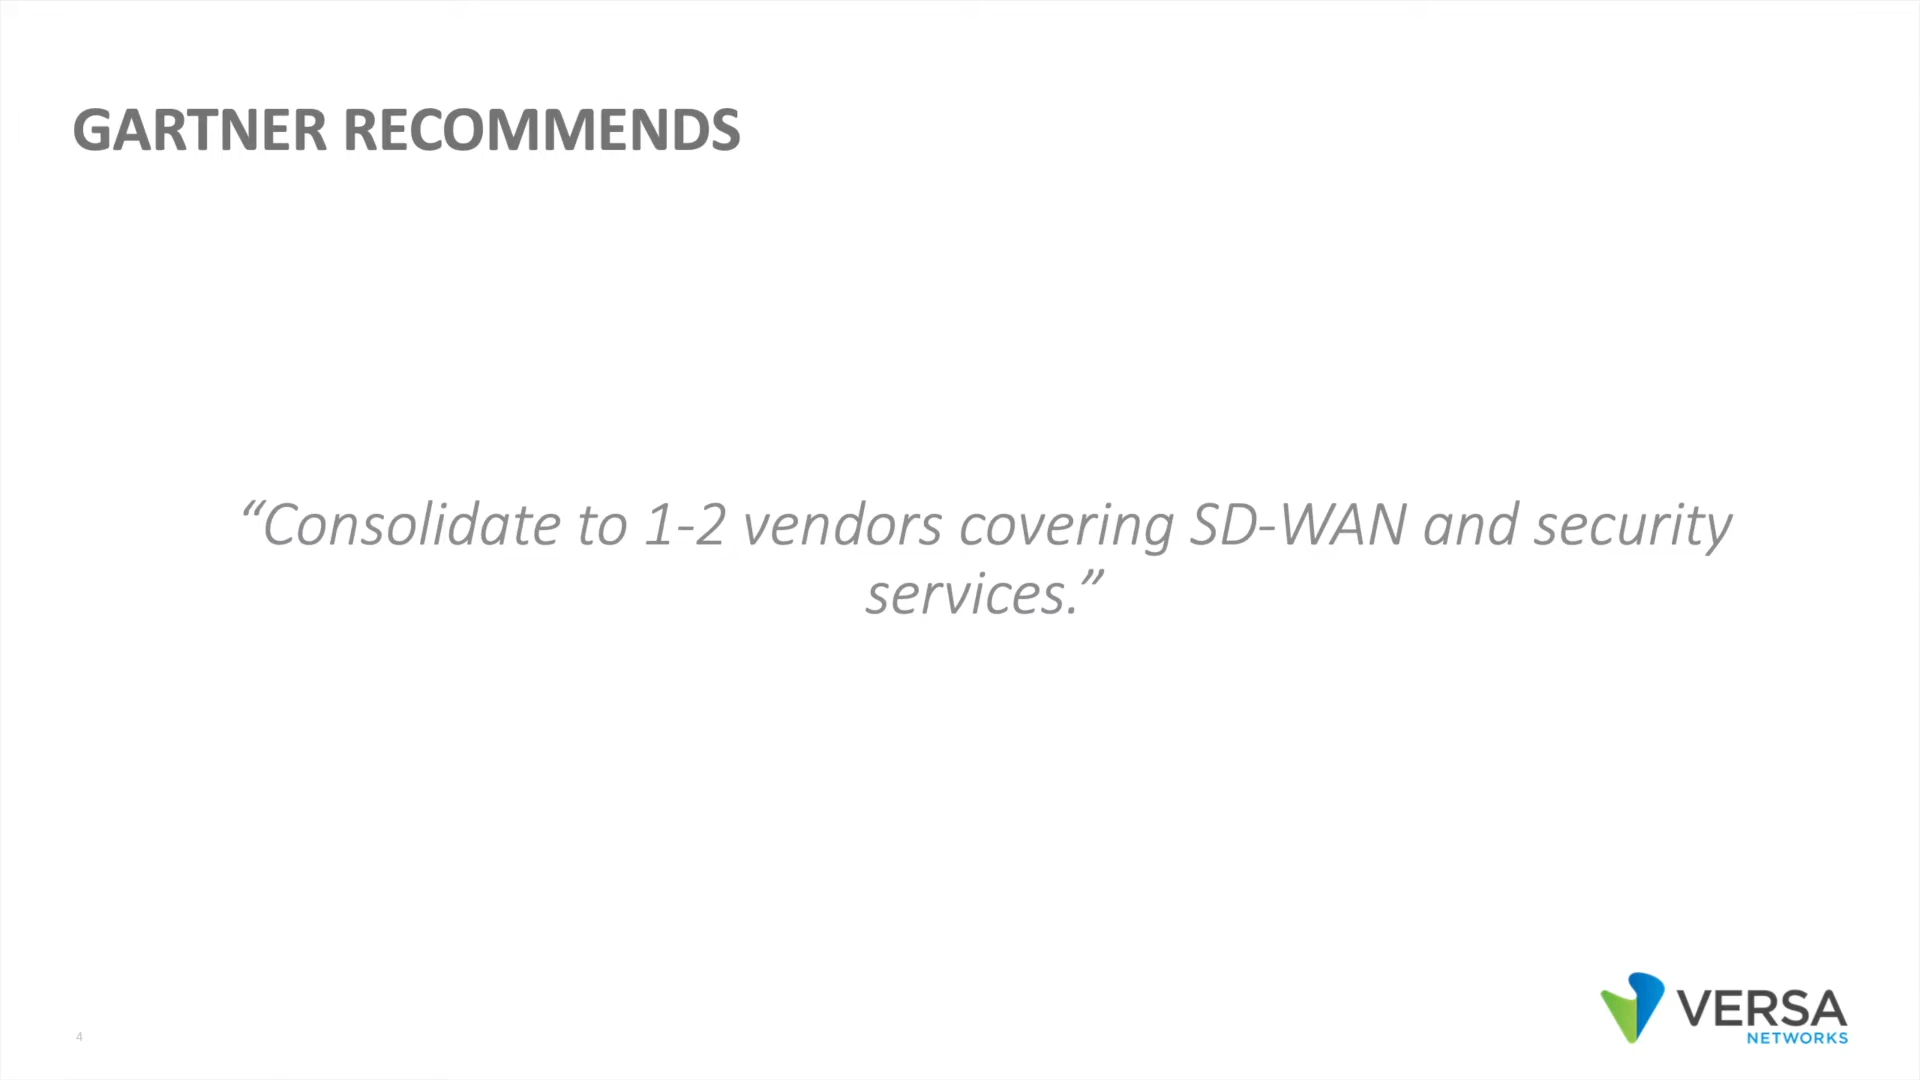 GARTNER RECOMMENDS
“Consolidate to 1-2 vendors covering SD-WAN and security
services.”
4
VERSA
NETWORKS